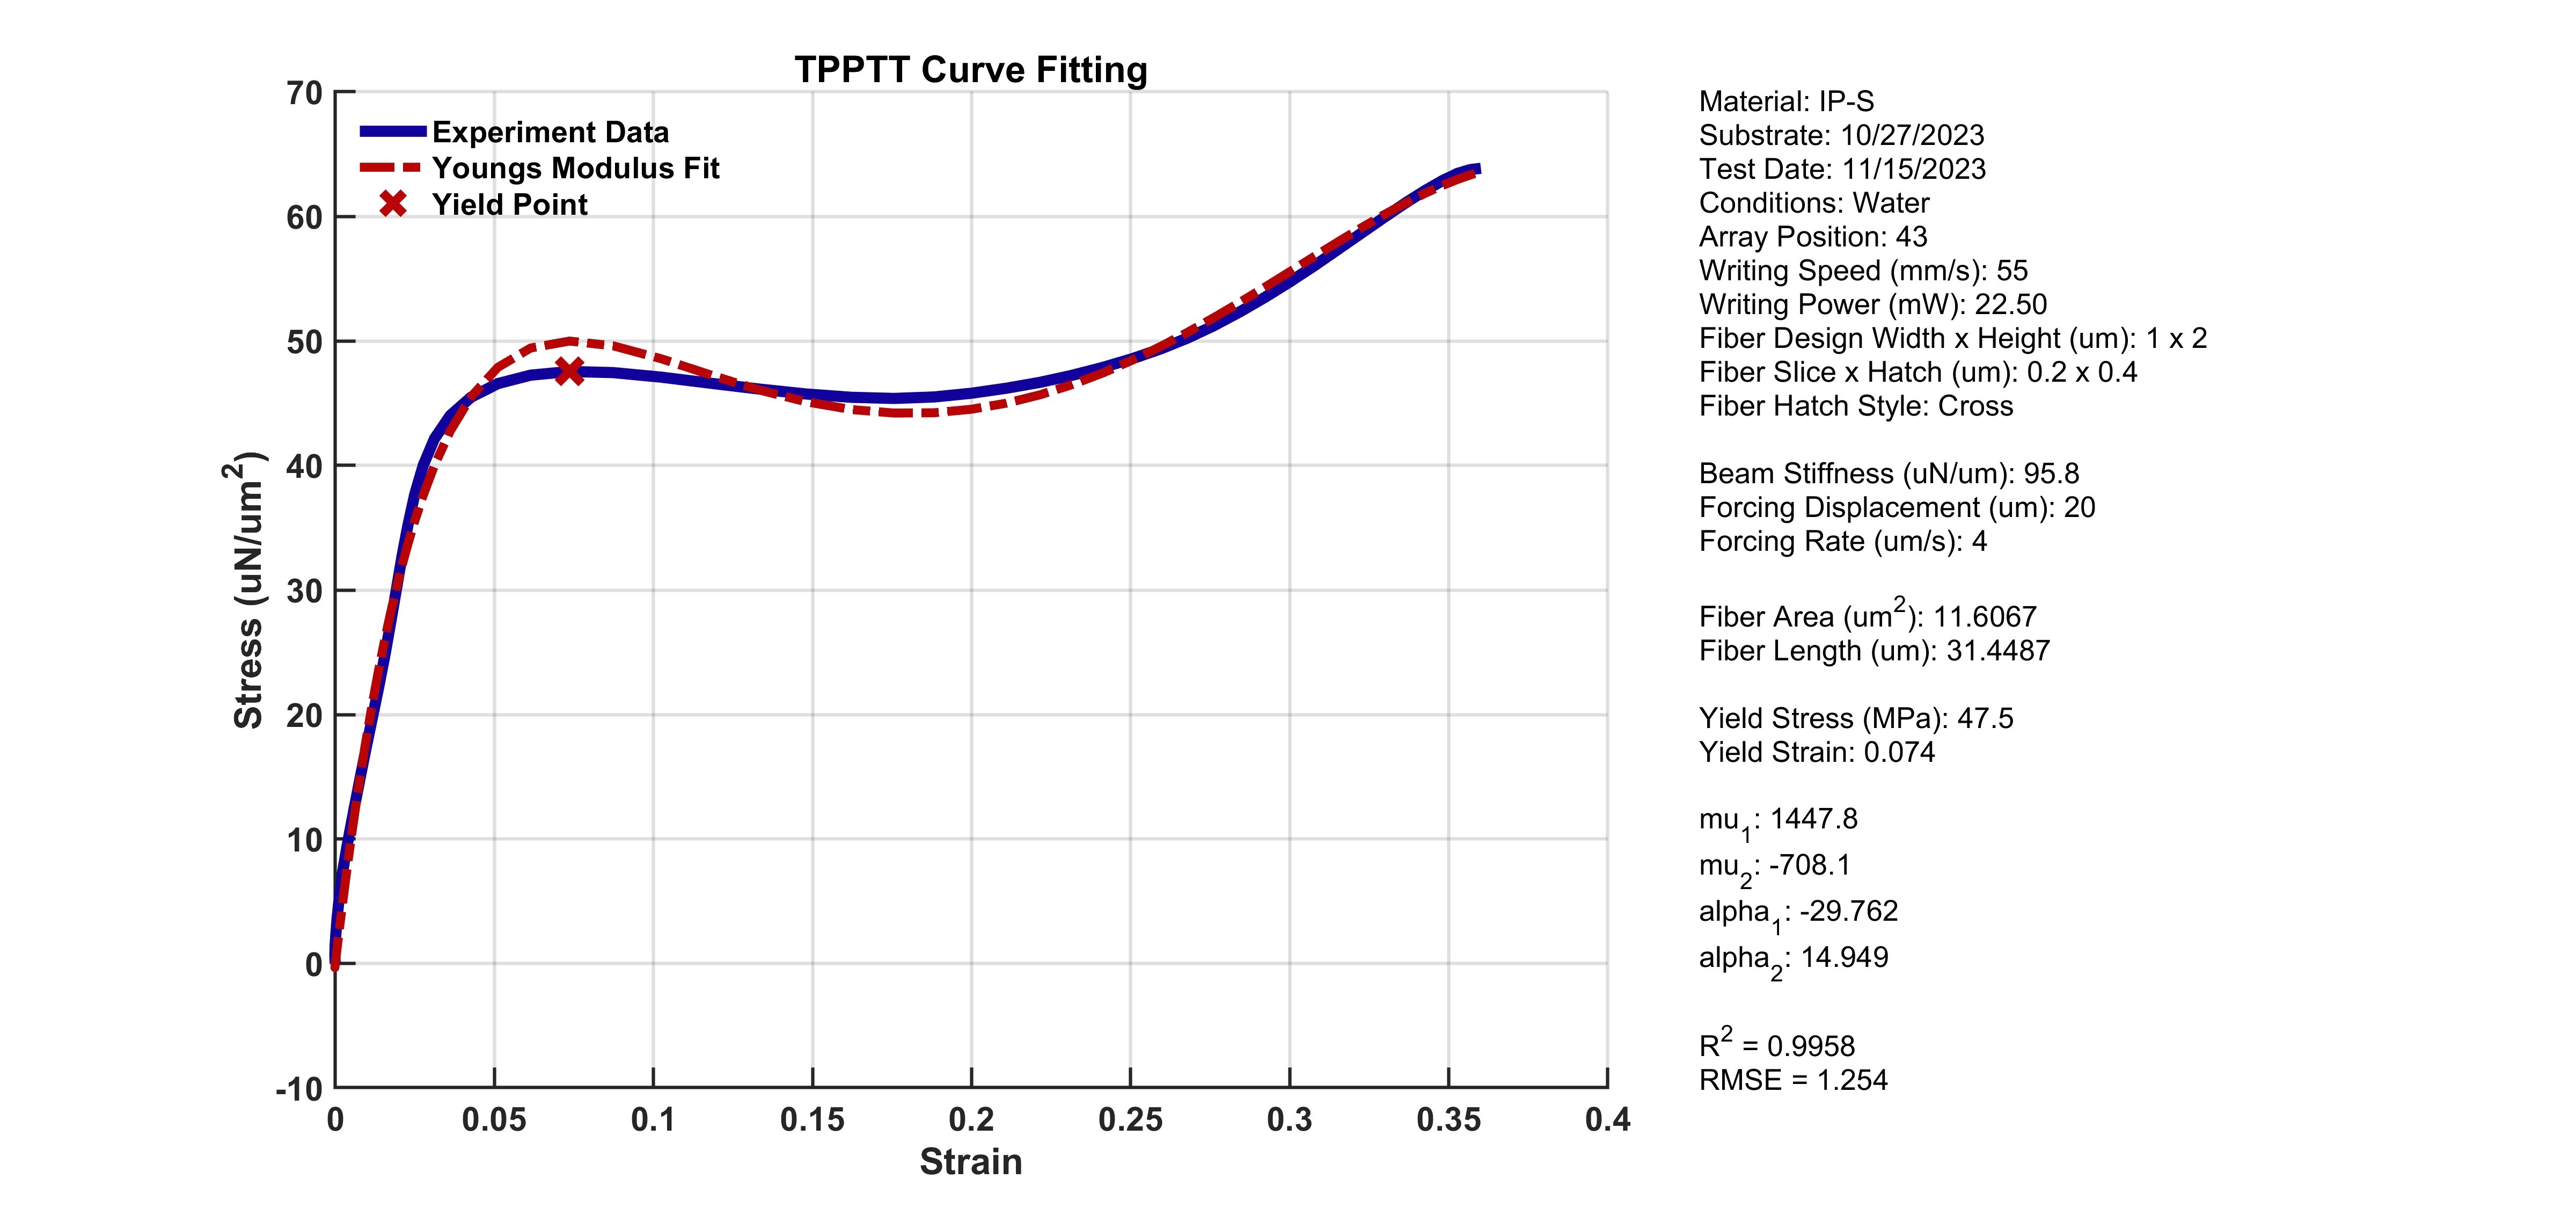 TPPTT Curve Fitting
70
60
50
40
30
20
10
0
-10
Stress (uN/um²)
Experiment Data
Youngs Modulus Fit
Yield Point
0 0.05 0.1 0.15 0.2 0.25 0.3 0.35 0.4
Strain
Material: IP-S
Substrate: 10/27/2023
Test Date: 11/15/2023
Conditions: Water
Array Position: 43
Writing Speed (mm/s): 55
Writing Power (mW): 22.50
Fiber Design Width x Height (um): 1 x 2
Fiber Slice x Hatch (um): 0.2 x 0.4
Fiber Hatch Style: Cross
Beam Stiffness (uN/um): 95.8
Forcing Displacement (um): 20
Forcing Rate (um/s): 4
Fiber Area (um²): 11.6067
Fiber Length (um): 31.4487
Yield Stress (MPa): 47.5
Yield Strain: 0.074
mu₁: 1447.8
mu₂: -708.1
alpha₁: -29.762
alpha₂: 14.949
R² = 0.9958
RMSE = 1.254